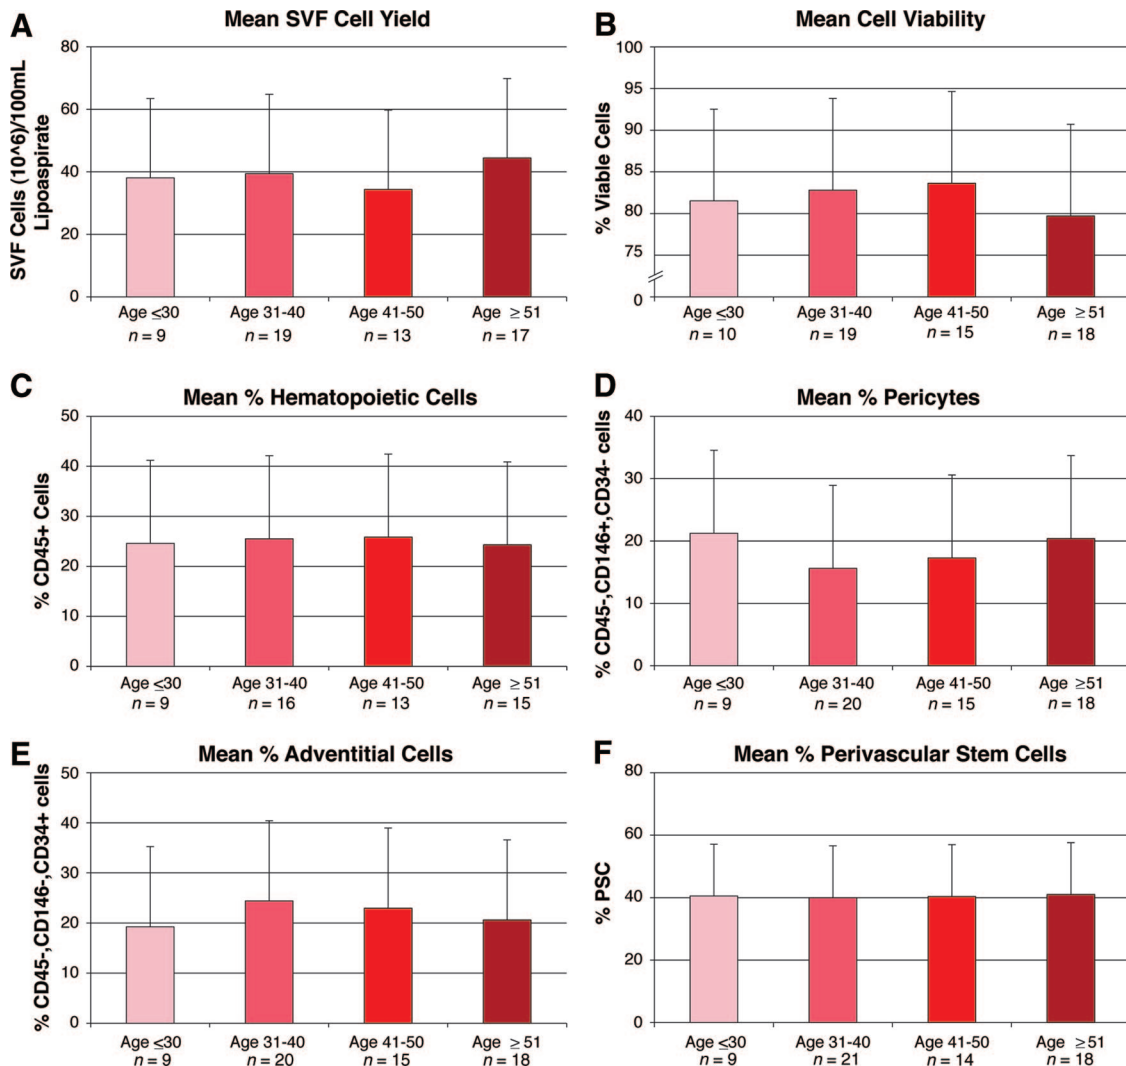 A
Mean SVF Cell Yield
SVF Cells (10^6)/100mL
Lipoaspirate
80
60
40
20
0
Age ≤30
n = 9
Age 31-40
n = 19
Age 41-50
n = 13
Age ≥ 51
n = 17
B
Mean Cell Viability
% Viable Cells
100
95
90
85
80
75
0
Age ≤30
n = 10
Age 31-40
n = 19
Age 41-50
n = 15
Age ≥ 51
n = 18
C
Mean % Hematopoietic Cells
% CD45+ Cells
50
40
30
20
10
0
Age ≤30
n = 9
Age 31-40
n = 16
Age 41-50
n = 13
Age ≥ 51
n = 15
D
Mean % Pericytes
% CD45-,CD146+,CD34- cells
40
30
20
10
0
Age ≤30
n = 9
Age 31-40
n = 20
Age 41-50
n = 15
Age ≥51
n = 18
E
Mean % Adventitial Cells
% CD45-,CD146-,CD34+ cells
50
40
30
20
10
0
Age ≤30
n = 9
Age 31-40
n = 20
Age 41-50
n = 15
Age ≥ 51
n = 18
F
Mean % Perivascular Stem Cells
% PSC
80
60
40
20
0
Age ≤30
n = 9
Age 31-40
n = 21
Age 41-50
n = 14
Age ≥ 51
n = 18